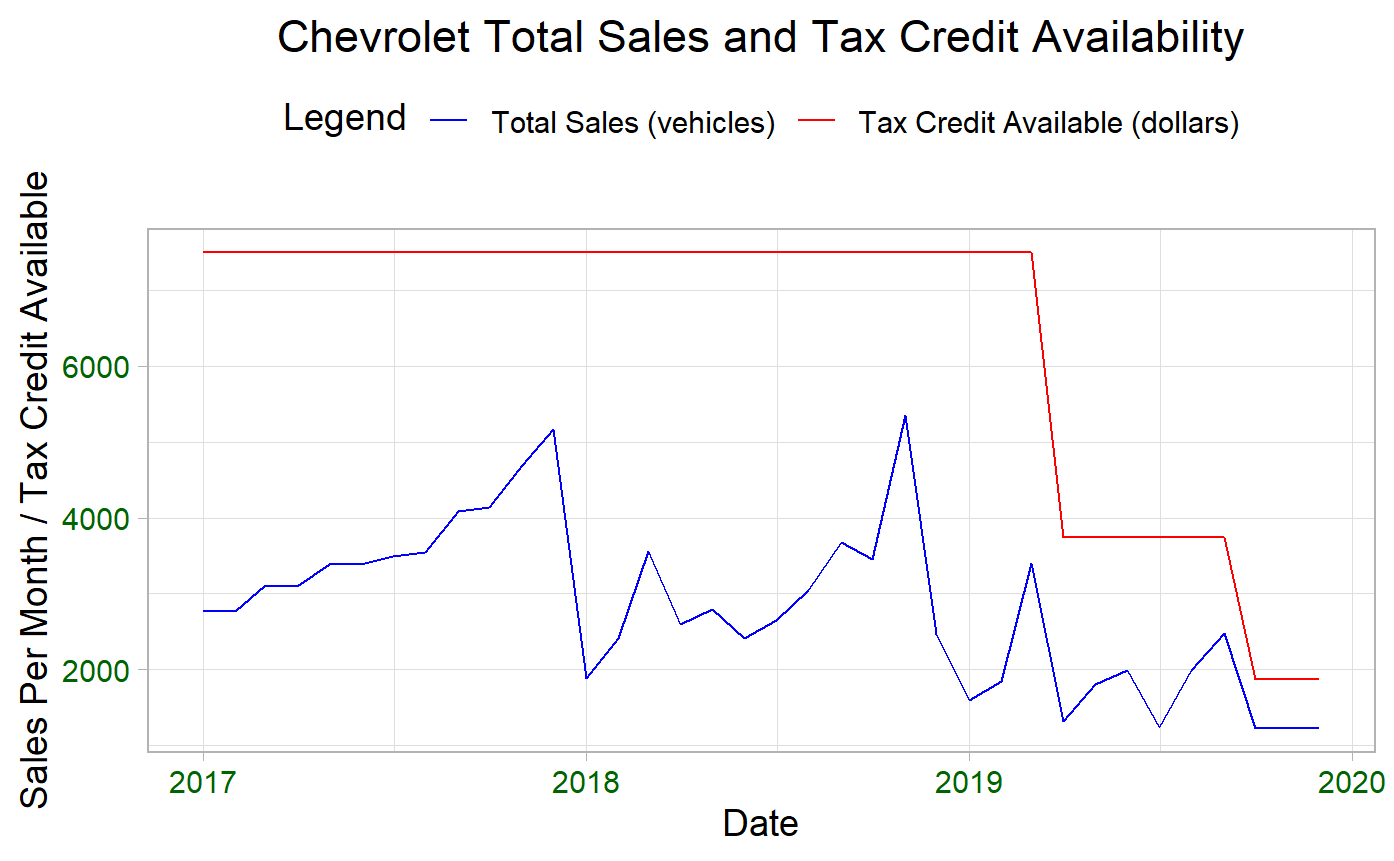 Chevrolet Total Sales and Tax Credit Availability
Legend Total Sales (vehicles) Tax Credit Available (dollars)
Sales Per Month / Tax Credit Available
6000
4000
2000
2017 2018 2019 2020
Date